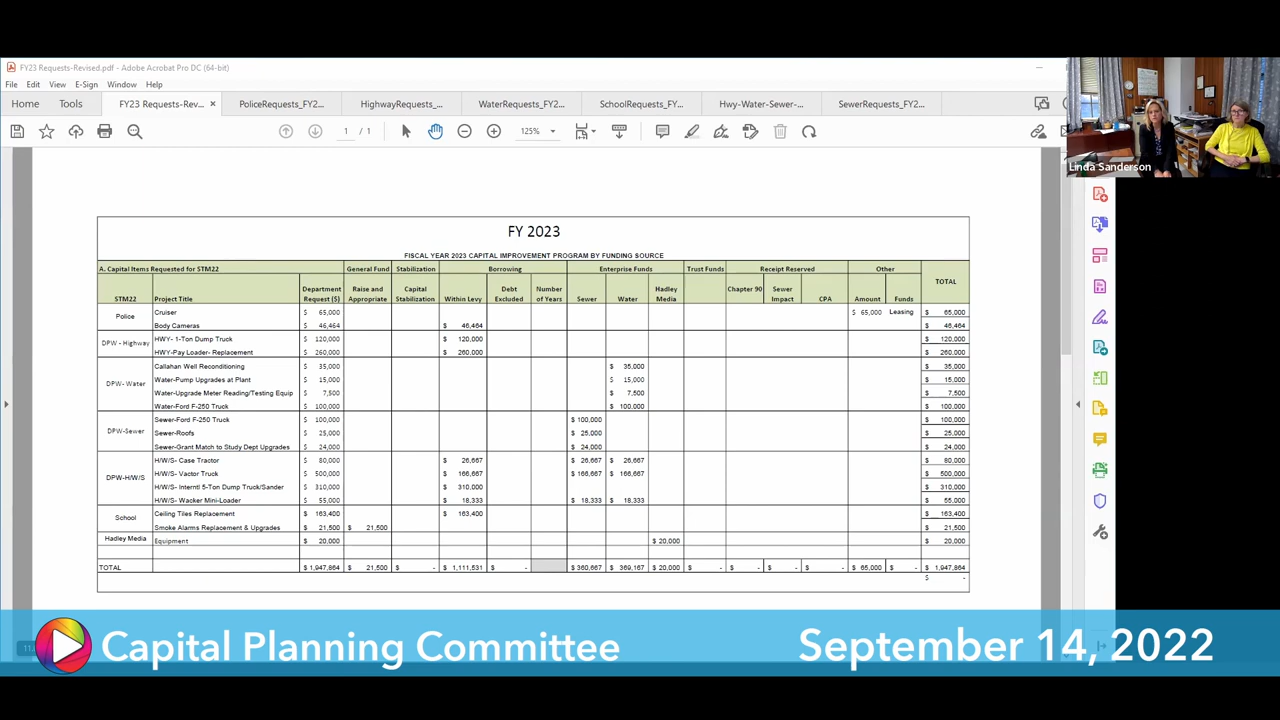 FY23 Requests-Revised.pdf - Adobe Acrobat Pro DC (64-bit)
File Edit View E-Sign Window Help
Home Tools FY23 Requests-Rev... × PoliceRequests_FY2... HighwayRequests_... WaterRequests_FY2... SchoolRequests_FY... Hwy-Water-Sewer-... SewerRequests_FY2...
1 / 1 125%
Linda Sanderson
FY 2023
FISCAL YEAR 2023 CAPITAL IMPROVEMENT PROGRAM BY FUNDING SOURCE
A. Capital Items Requested for STM22 General Fund Stabilization Borrowing Enterprise Funds Trust Funds Receipt Reserved Other TOTAL
STM22 Project Title Department Request ($) Raise and Appropriate Capital Stabilization Within Levy Debt Excluded Number of Years Sewer Water Hadley Media Chapter 90 Sewer Impact CPA Amount Funds
Police Cruiser $ 65,000 $ 65,000 Leasing $ 65,000
Body Cameras $ 46,464 $ 46,464 $ 46,464
DPW - Highway HWY- 1-Ton Dump Truck $ 120,000 $ 120,000 $ 120,000
HWY-Pay Loader- Replacement $ 260,000 $ 260,000 $ 260,000
DPW- Water Callahan Well Reconditioning $ 35,000 $ 35,000 $ 35,000
Water-Pump Upgrades at Plant $ 15,000 $ 15,000 $ 15,000
Water-Upgrade Meter Reading/Testing Equip $ 7,500 $ 7,500 $ 7,500
Water-Ford F-250 Truck $ 100,000 $ 100,000 $ 100,000
DPW-Sewer Sewer-Ford F-250 Truck $ 100,000 $ 100,000 $ 100,000
Sewer-Roofs $ 25,000 $ 25,000 $ 25,000
Sewer-Grant Match to Study Dept Upgrades $ 24,000 $ 24,000 $ 24,000
DPW-H/W/S H/W/S- Case Tractor $ 80,000 $ 26,667 $ 26,667 $ 26,667 $ 80,000
H/W/S- Vactor Truck $ 500,000 $ 166,667 $ 166,667 $ 166,667 $ 500,000
H/W/S- Interntl 5-Ton Dump Truck/Sander $ 310,000 $ 310,000 $ 310,000
H/W/S- Wacker Mini-Loader $ 55,000 $ 18,333 $ 18,333 $ 18,333 $ 55,000
School Ceiling Tiles Replacement $ 163,400 $ 163,400 $ 163,400
Smoke Alarms Replacement & Upgrades $ 21,500 $ 21,500 $ 21,500
Hadley Media Equipment $ 20,000 $ 20,000 $ 20,000
TOTAL $ 1,947,864 $ 21,500 $ - $ 1,111,531 $ - $ 360,667 $ 369,167 $ 20,000 $ - $ - $ - $ - $ 65,000 $ - $ 1,947,864
$ -
Capital Planning Committee September 14, 2022